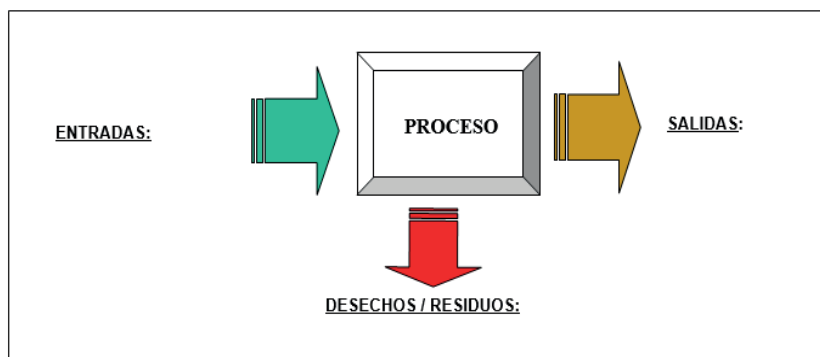 ENTRADAS:
PROCESO
SALIDAS:
DESECHOS / RESIDUOS: